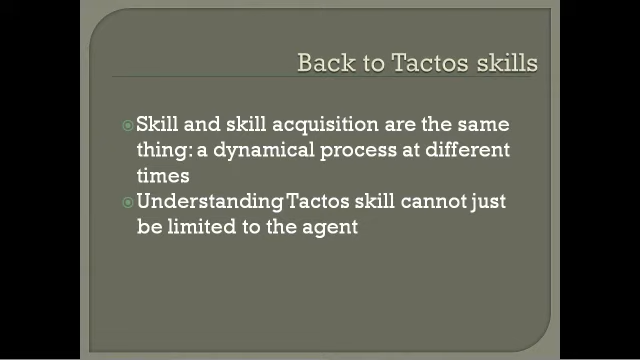 Back to Tactos skills
Skill and skill acquisition are the same
thing: a dynamical process at different
times
Understanding Tactos skill cannot just
be limited to the agent